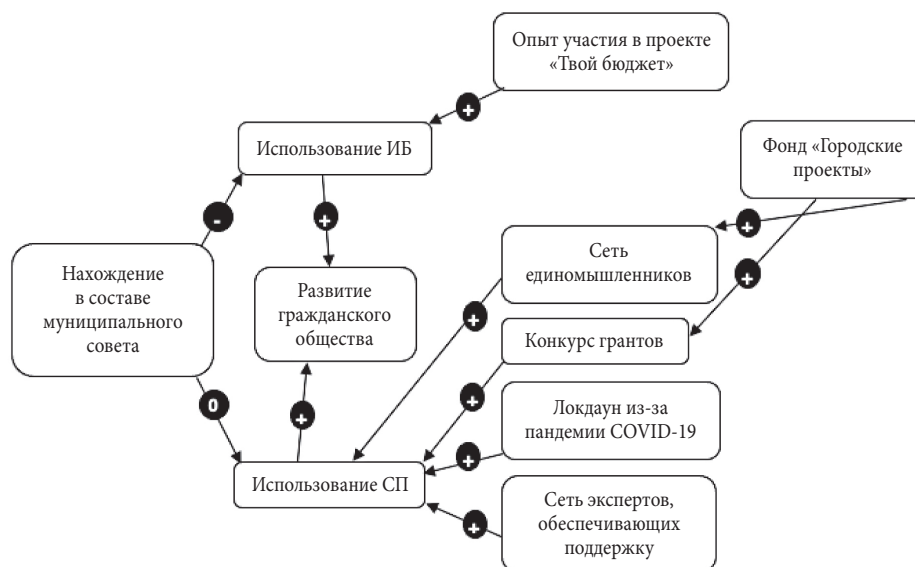 Опыт участия в проекте
«Твой бюджет»
+
Использование ИБ
Фонд «Городские
проекты»
-
+
+
Сеть
единомышленников
Нахождение
в составе
муниципального
совета
Развитие
гражданского
общества
+
+
Конкурс грантов
0
+
+
Локдаун из-за
пандемии COVID-19
+
Использование СП
Сеть экспертов,
обеспечивающих
поддержку
+